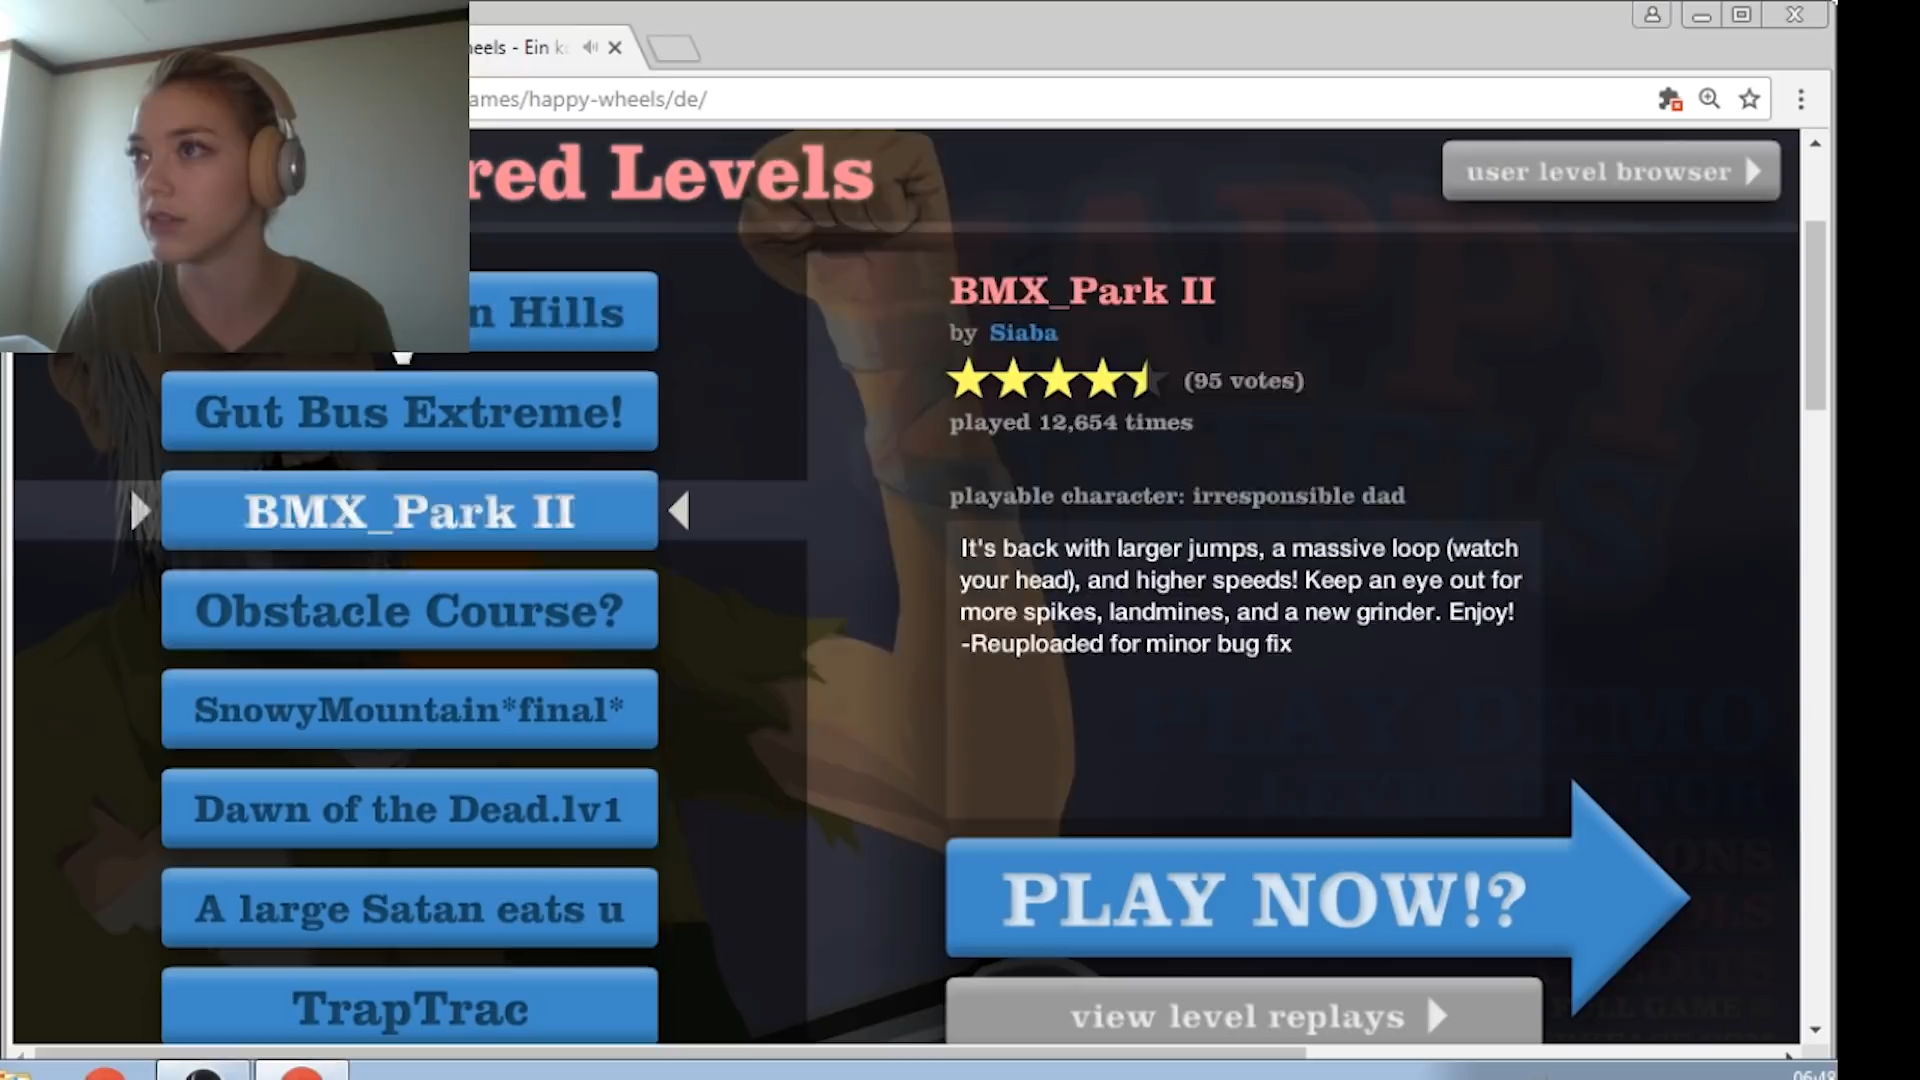 eels - Ein k
ames/happy-wheels/de/
red Levels
user level browser
n Hills
Gut Bus Extreme!
BMX_Park II
Obstacle Course?
SnowyMountain*final*
Dawn of the Dead.lv1
A large Satan eats u
TrapTrac
BMX_Park II
by Siaba
(95 votes)
played 12,654 times
playable character: irresponsible dad
It's back with larger jumps, a massive loop (watch
your head), and higher speeds! Keep an eye out for
more spikes, landmines, and a new grinder. Enjoy!
-Reuploaded for minor bug fix
PLAY DEMO
PLAY NOW!?
view level replays
06:48